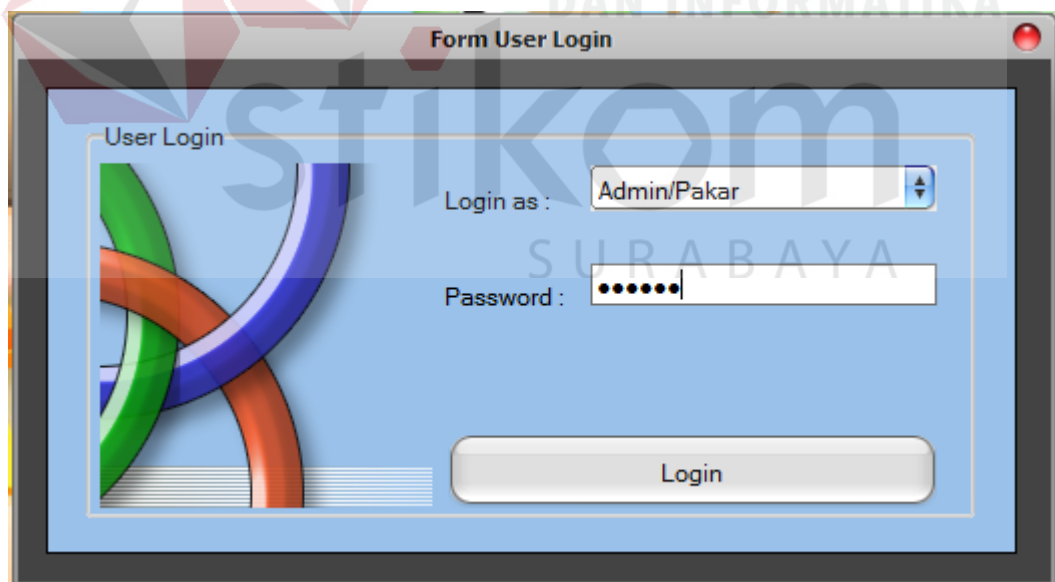 DAN INFORMATIKA
Form User Login
stikom
User Login
Login as :
Admin/Pakar
SURABAYA
Password :
••••••
Login